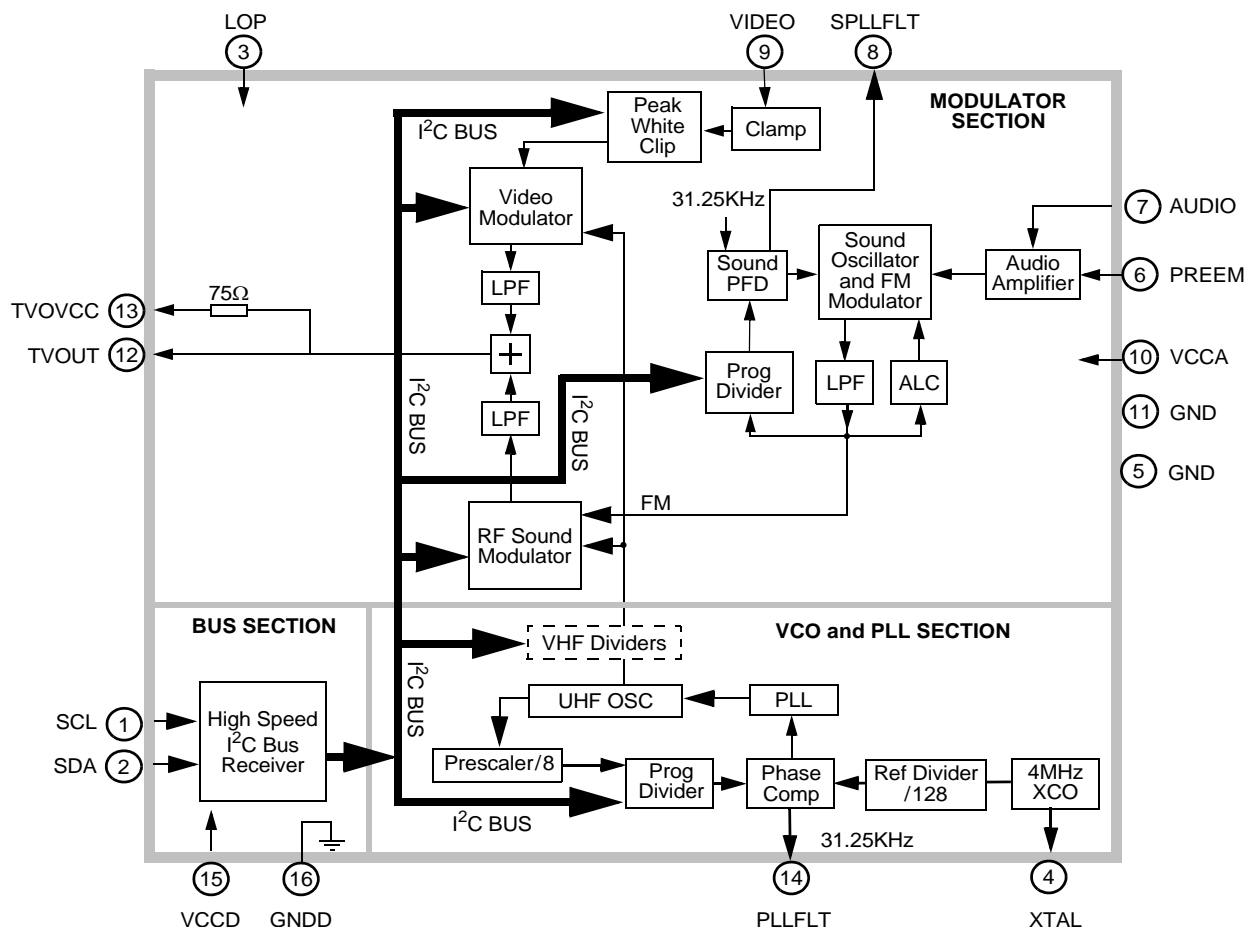 LOP
3
VIDEO
9
SPLLFLT
8
MODULATOR
SECTION
I²C BUS
Peak
White
Clip
Clamp
Video
Modulator
31.25KHz
7
AUDIO
Sound
PFD
Sound
Oscillator
and FM
Modulator
Audio
Amplifier
6
PREEM
LPF
TVOVCC
13
75Ω
TVOUT
12
+
10
VCCA
Prog
Divider
LPF
ALC
I²C BUS
I²C BUS
LPF
11
GND
5
GND
FM
RF Sound
Modulator
BUS SECTION
VCO and PLL SECTION
VHF Dividers
I²C BUS
UHF OSC
PLL
SCL
1
SDA
2
High Speed
I²C Bus
Receiver
Prescaler/8
Prog
Divider
Phase
Comp
Ref Divider
/128
4MHz
XCO
I²C BUS
31.25KHz
15
VCCD
16
GNDD
14
PLLFLT
4
XTAL